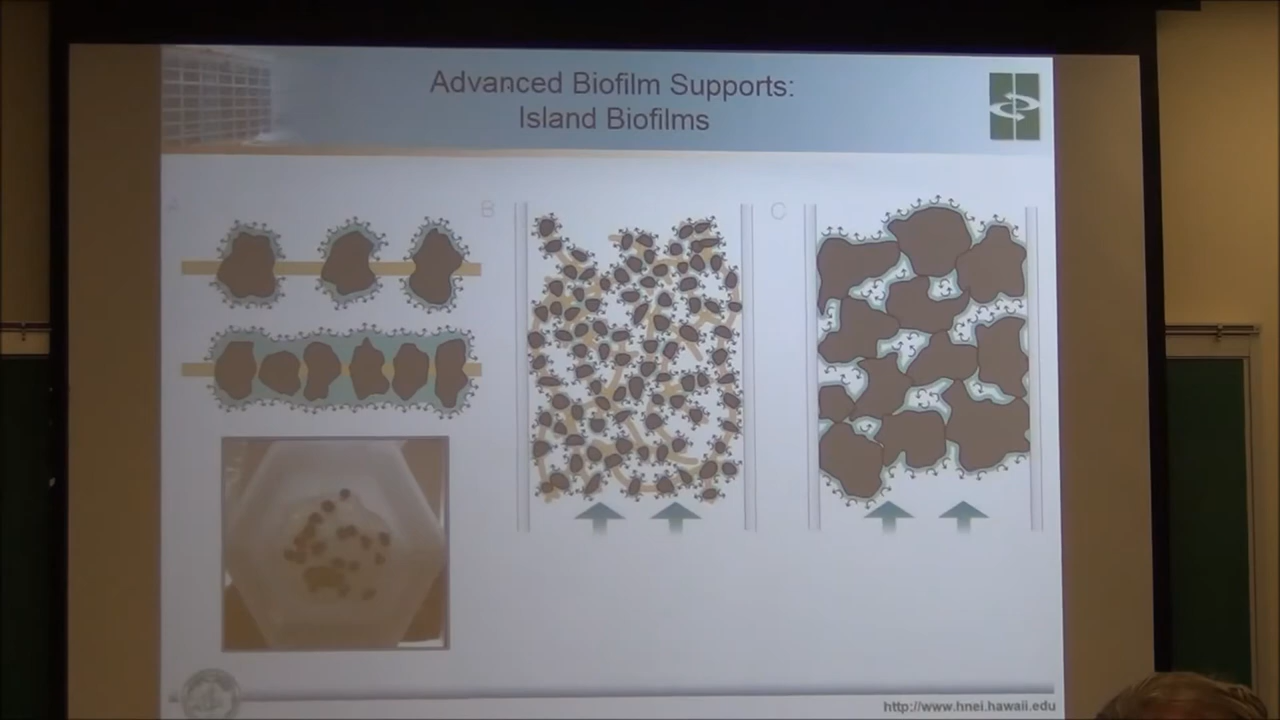 Advanced Biofilm Supports:
Island Biofilms
A
B
C
http://www.hnei.hawaii.edu